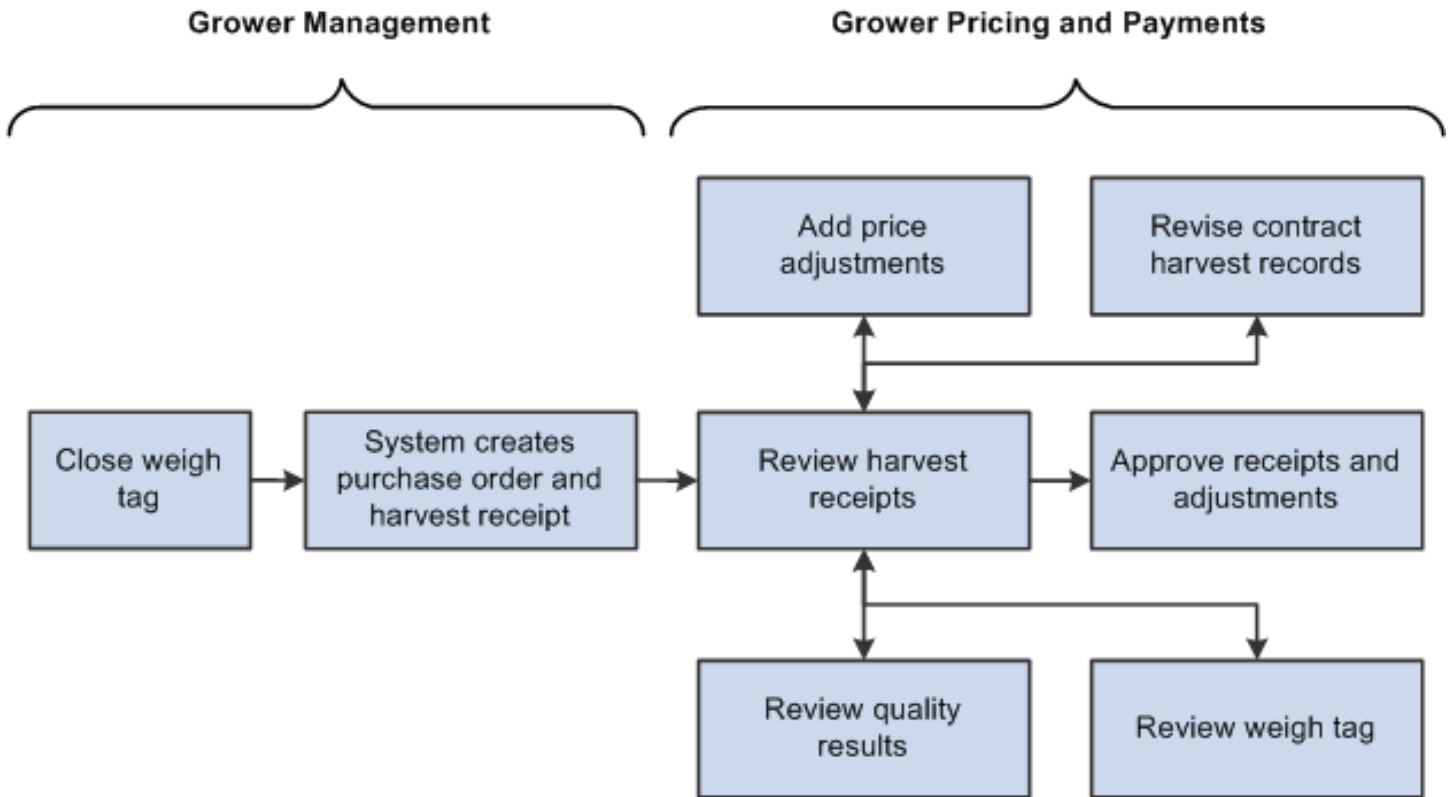 Grower Management
Grower Pricing and Payments
Add price
adjustments
Revise contract
harvest records
Close weigh
tag
System creates
purchase order and
harvest receipt
Review harvest
receipts
Approve receipts and
adjustments
Review quality
results
Review weigh tag